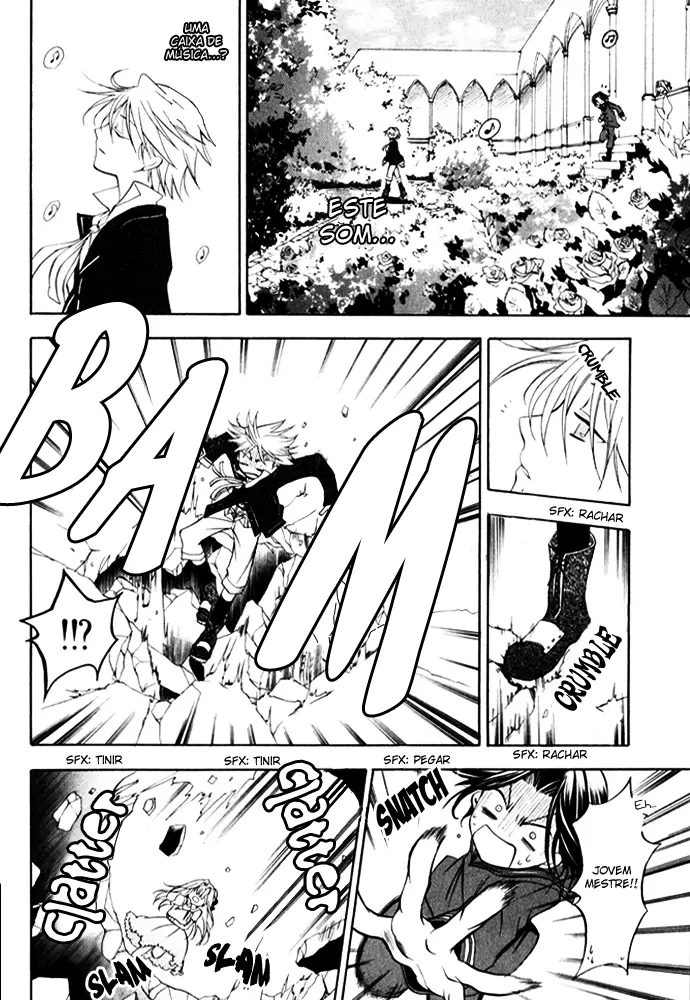 ESTE
SOM...
UMA
CAIXA DE
MÚSICA...?
CRUMBLE
SFX: RACHAR
CRUMBLE
SFX: RACHAR
BAM
!!?
SFX: PEGAR
SNATCH
Eh..
JOVEM
MESTRE!!
SFX: TINIR
SFX: TINIR
Clatter
Clatter
SLAM
SLAM